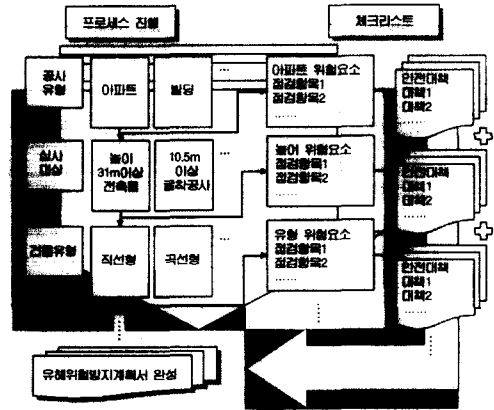 프로세스 진행
체크리스트
공사
유형
아파트
빌딩
......
아파트 위험요소
점검항목1
점검항목2
......
안전대책
대책1
대책2
......
심사
대상
높이
31m이상
건축물
10.5m
이상
굴착공사
......
높이 위험요소
점검항목1
점검항목2
......
안전대책
대책1
대책2
......
건물유형
직선형
곡선형
......
유형 위험요소
점검항목1
점검항목2
......
안전대책
대책1
대책2
......
유해위험방지계획서 완성